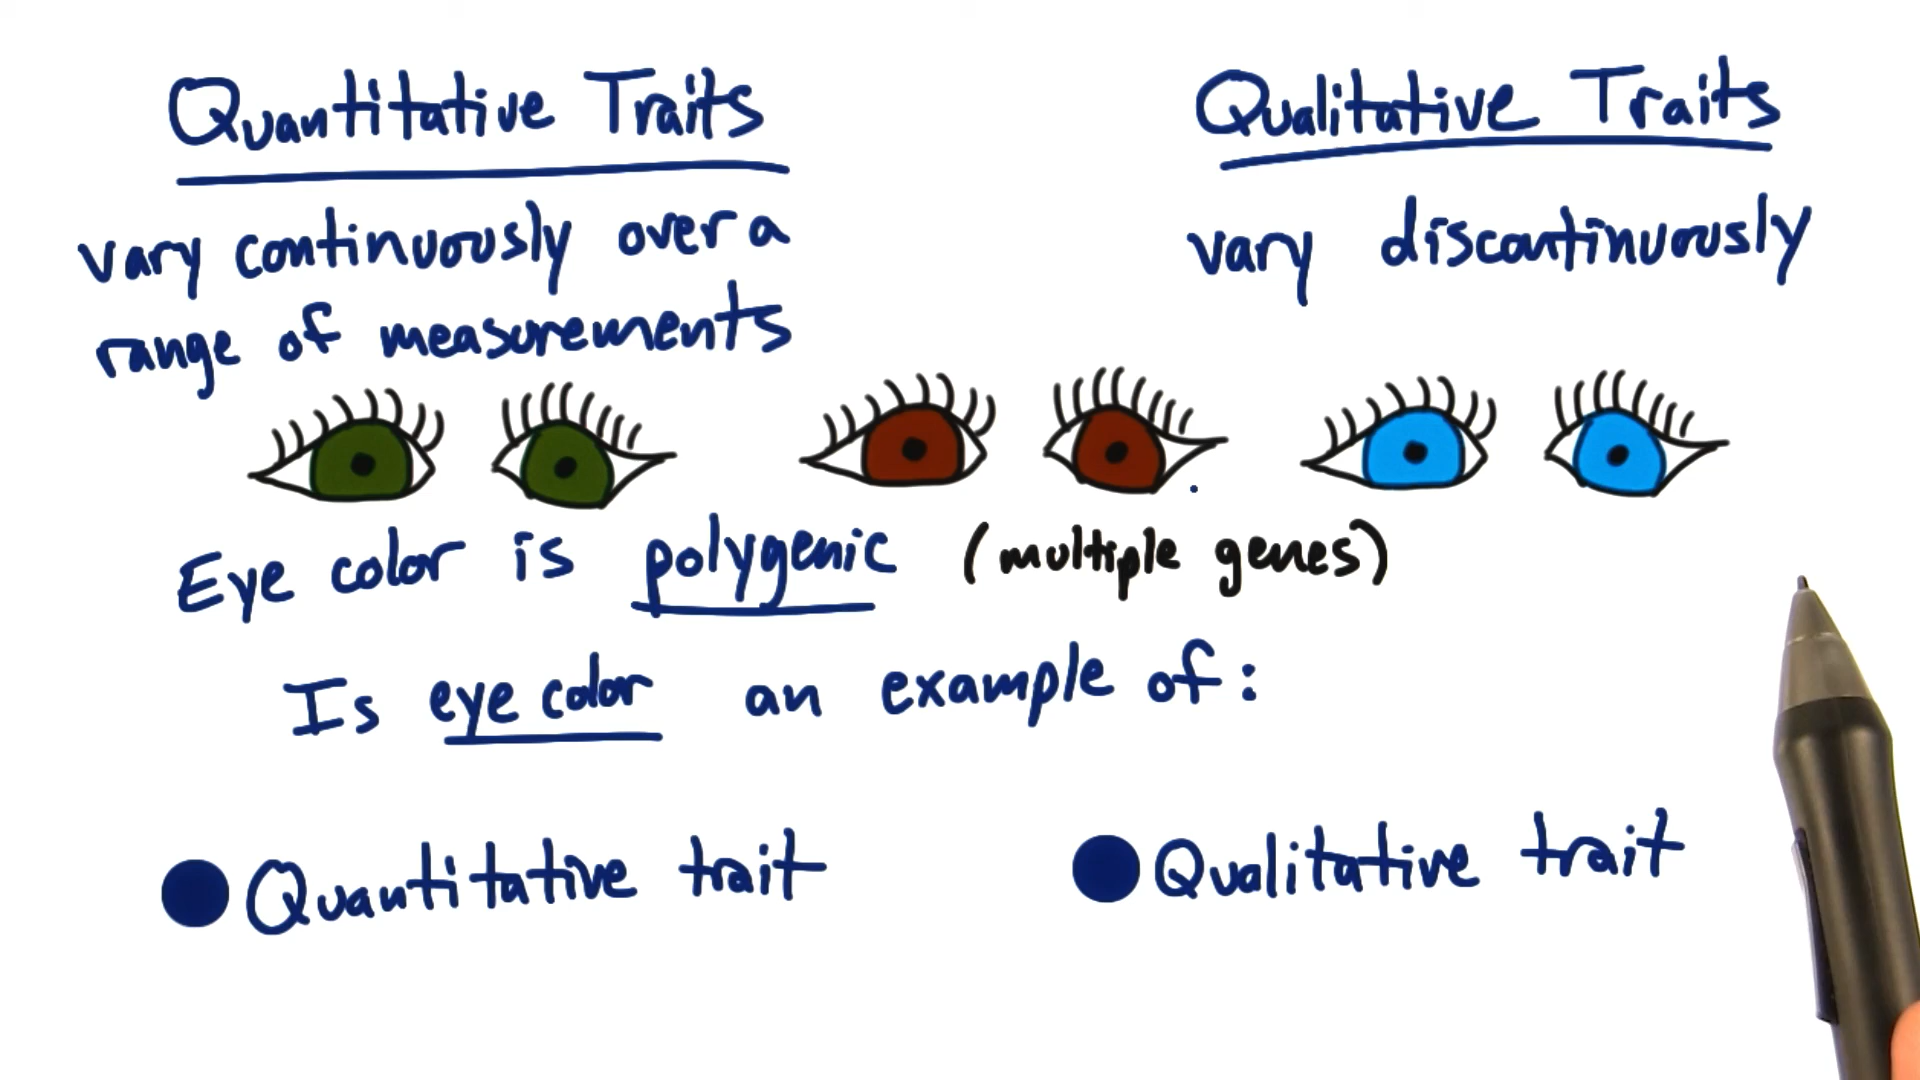 Quantitative Traits
vary continuously over a
range of measurements
Qualitative Traits
vary discontinuously
Eye color is polygenic (multiple genes)
Is eye color an example of:
Quantitative trait
Qualitative trait